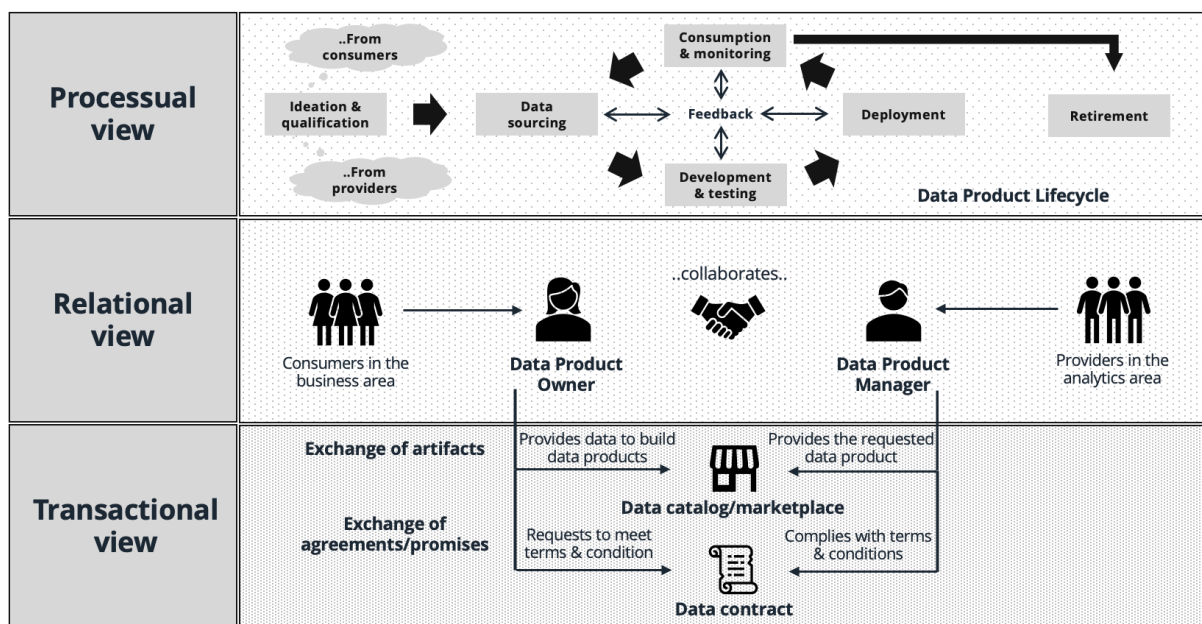 Processual
view
..From
consumers
Ideation &
qualification
..From
providers
Data
sourcing
Consumption
& monitoring
Feedback
Development
& testing
Deployment
Retirement
Data Product Lifecycle
Relational
view
Consumers in the
business area
Data Product
Owner
..collaborates..
Data Product
Manager
Providers in the
analytics area
Transactional
view
Exchange of artifacts
Provides data to build
data products
Provides the requested
data product
Data catalog/marketplace
Exchange of
agreements/promises
Requests to meet
terms & condition
Complies with terms
& conditions
Data contract